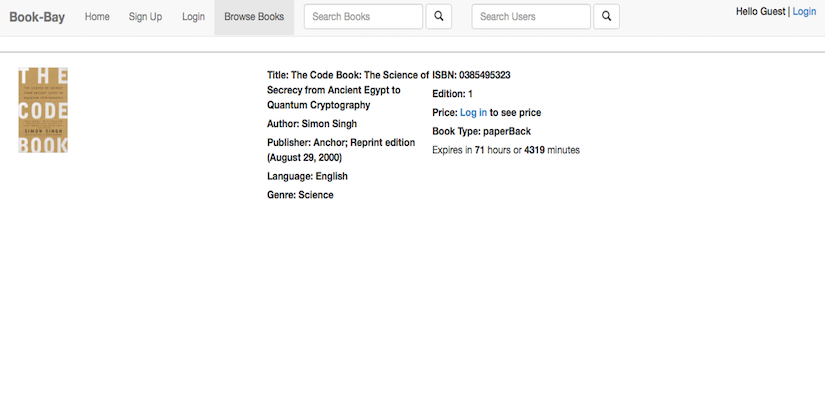 Book-Bay Home Sign Up Login Browse Books Search Books Search Users Hello Guest | Login
THE
CODE
BOOK
SIMON SINGH
Title: The Code Book: The Science of
Secrecy from Ancient Egypt to
Quantum Cryptography
Author: Simon Singh
Publisher: Anchor; Reprint edition
(August 29, 2000)
Language: English
Genre: Science
ISBN: 0385495323
Edition: 1
Price: Log in to see price
Book Type: paperBack
Expires in 71 hours or 4319 minutes